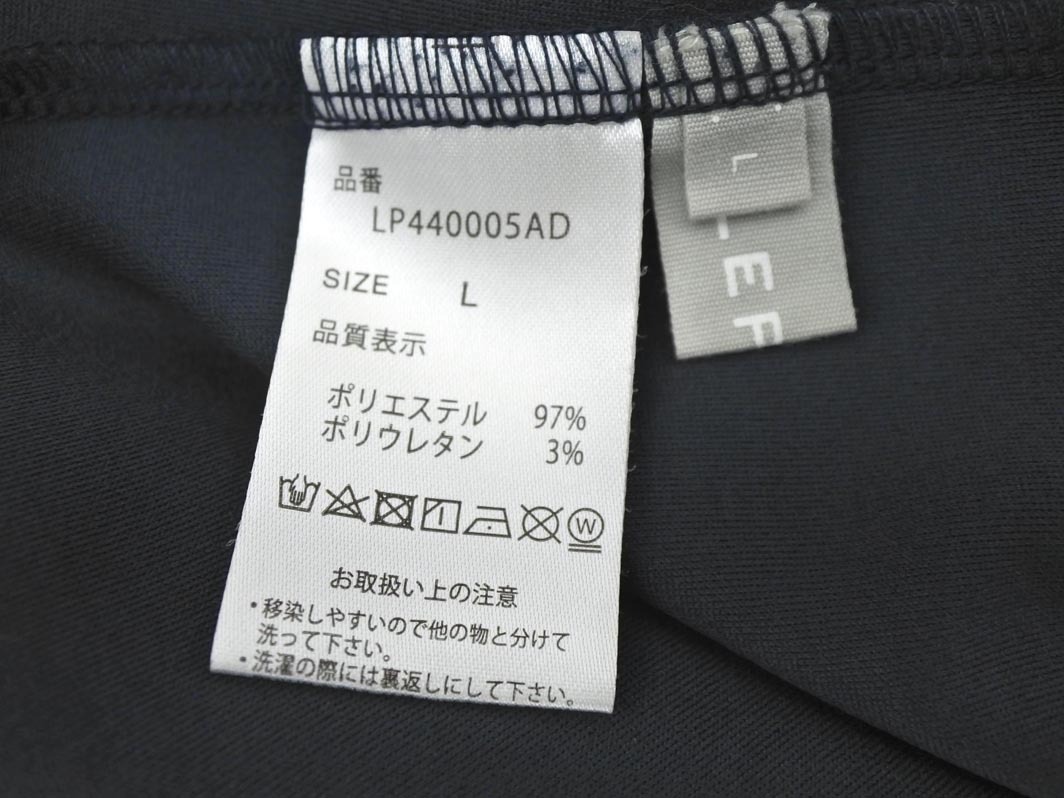 品番
LP440005AD
SIZE L
品質表示
ポリエステル 97%
ポリウレタン 3%
W
お取扱い上の注意
・移染しやすいので他の物と分けて
洗って下さい。
・洗濯の際には裏返しにして下さい。
L